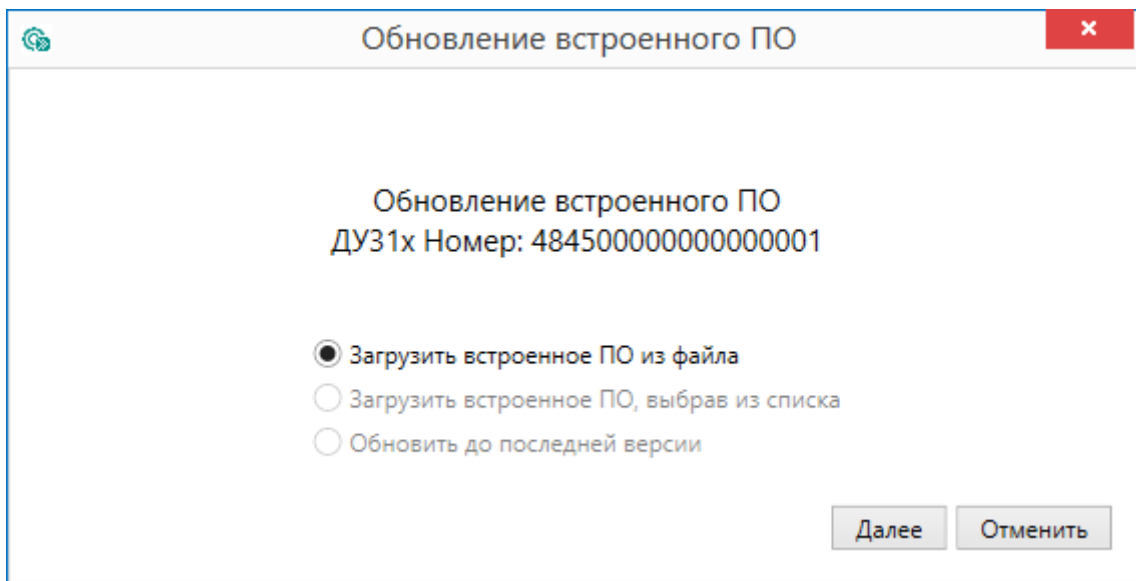 Обновление встроенного ПО
Обновление встроенного ПО
ДУ31х Номер: 484500000000000001
Загрузить встроенное ПО из файла
Загрузить встроенное ПО, выбрав из списка
Обновить до последней версии
Далее Отменить